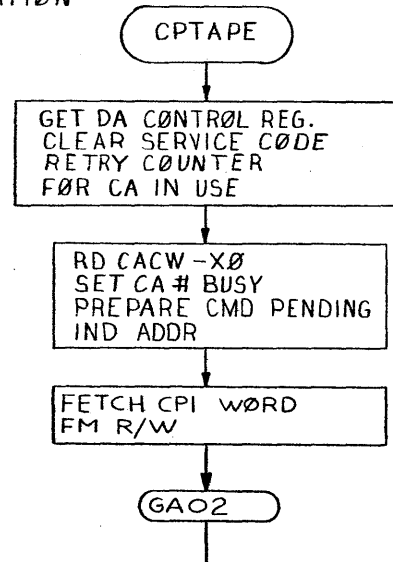 CPTAPE
GET DA CØNTRØL REG.
CLEAR SERVICE CØDE
RETRY CØUNTER
FØR CA IN USE
RD CACW-XØ
SET CA # BUSY
PREPARE CMD PENDING
IND ADDR
FETCH CPI WØRD
FM R/W
GA02